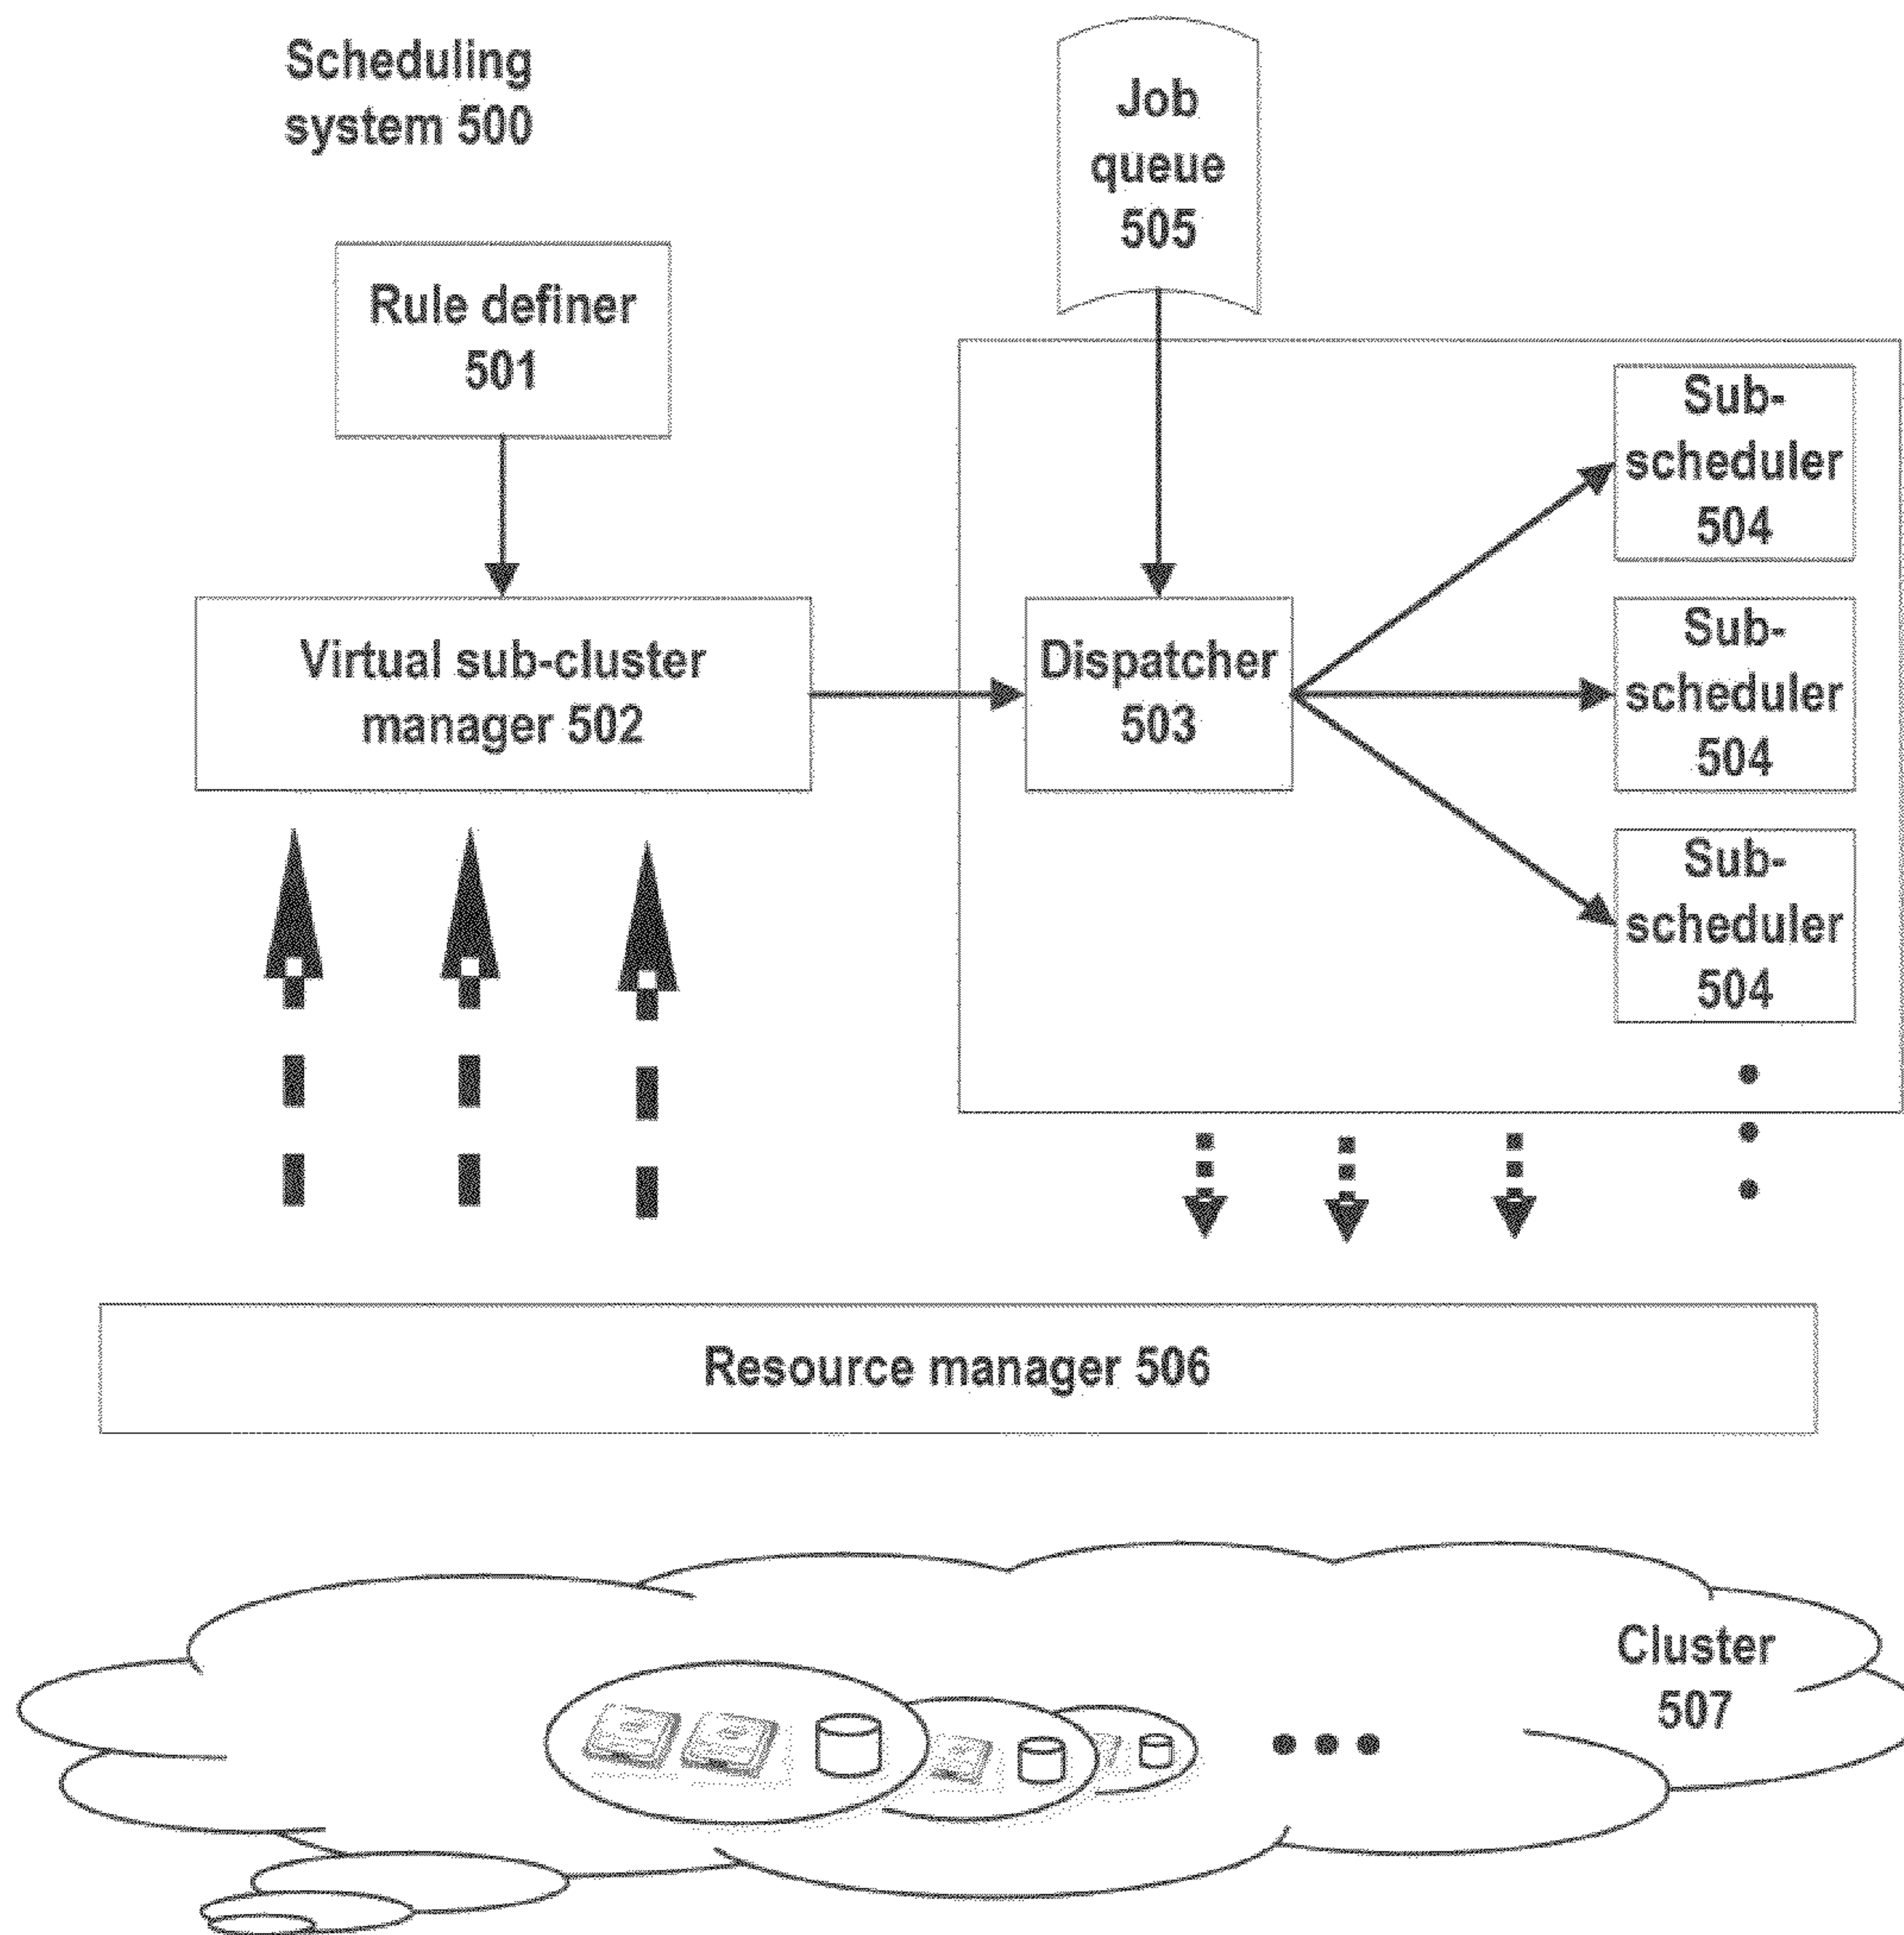 Scheduling
system 500
Job
queue
505
Rule definer
501
Sub-
scheduler
504
Virtual sub-cluster
manager 502
Dispatcher
503
Sub-
scheduler
504
Sub-
scheduler
504
Resource manager 506
Cluster
507